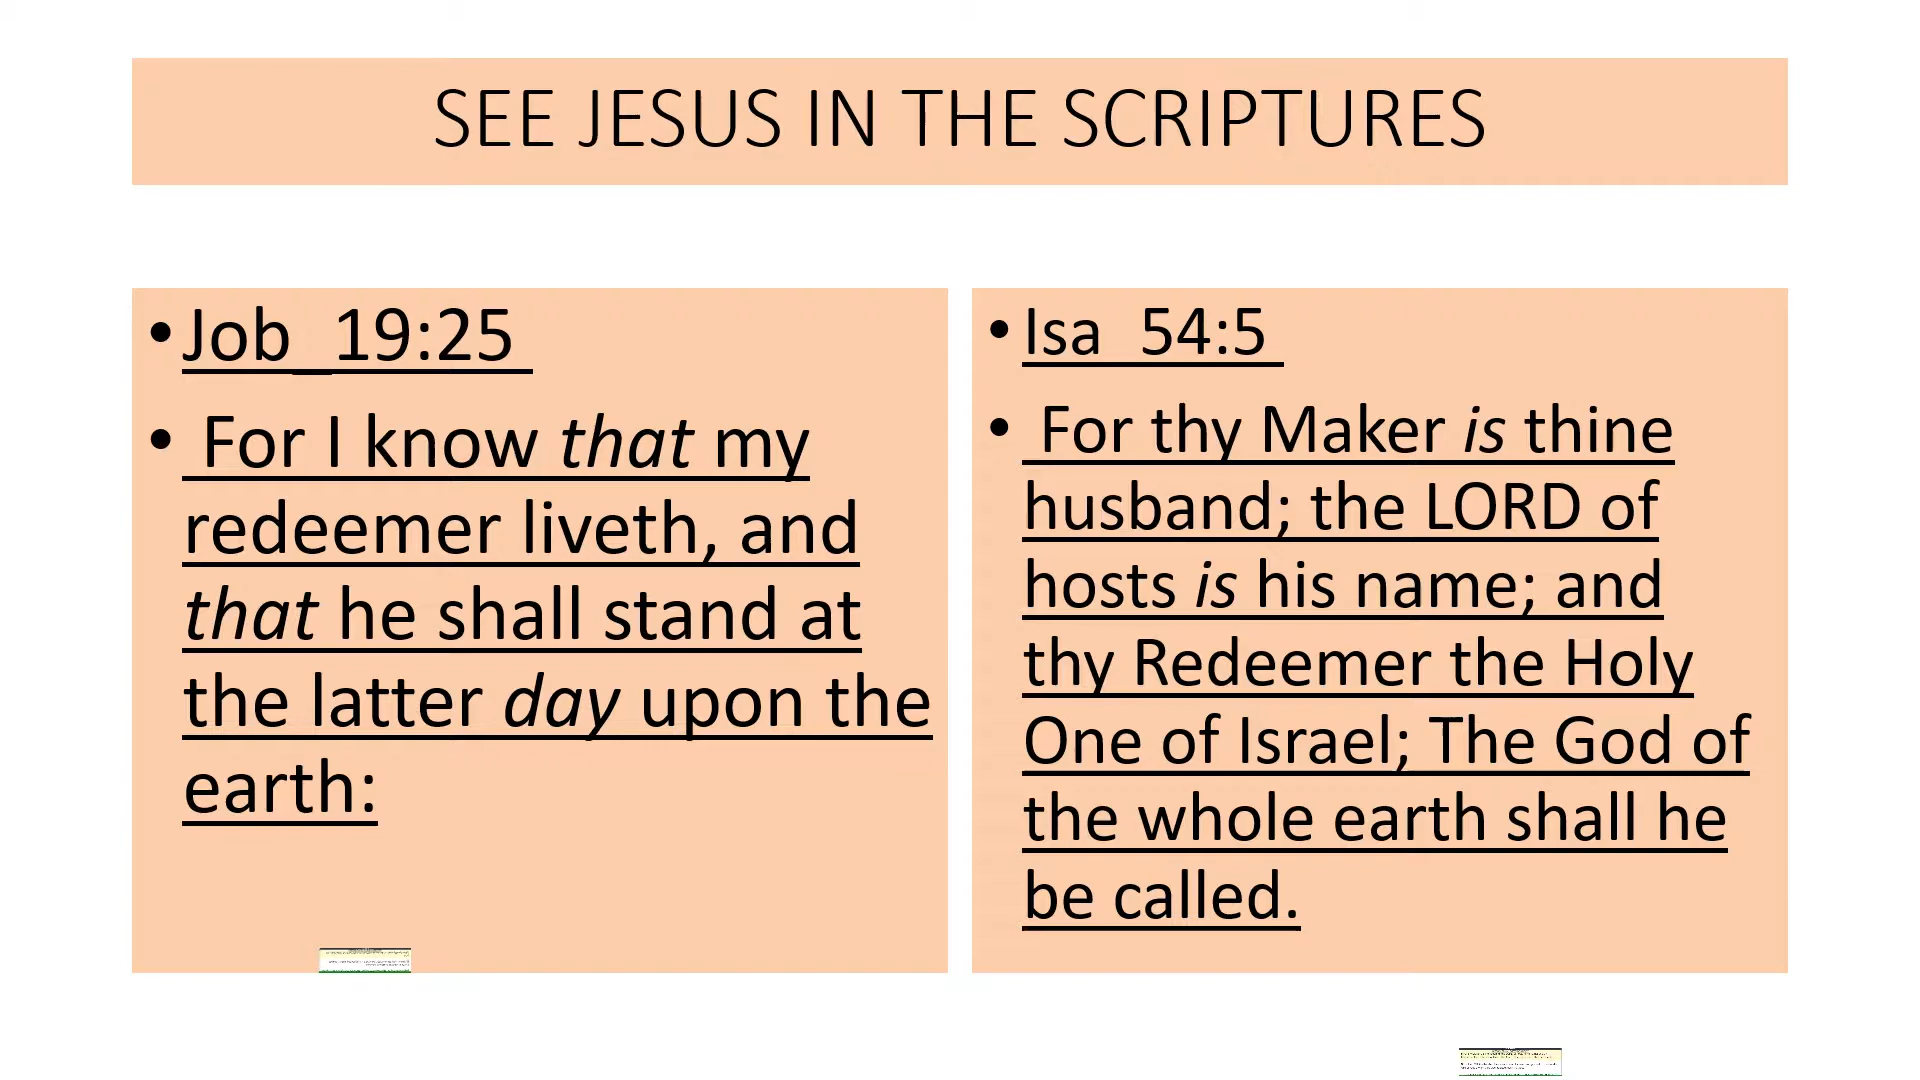 SEE JESUS IN THE SCRIPTURES
•Job_19:25
• For I know that my
redeemer liveth, and
that he shall stand at
the latter day upon the
earth:
•Isa 54:5
• For thy Maker is thine
husband; the LORD of
hosts is his name; and
thy Redeemer the Holy
One of Israel; The God of
the whole earth shall he
be called.